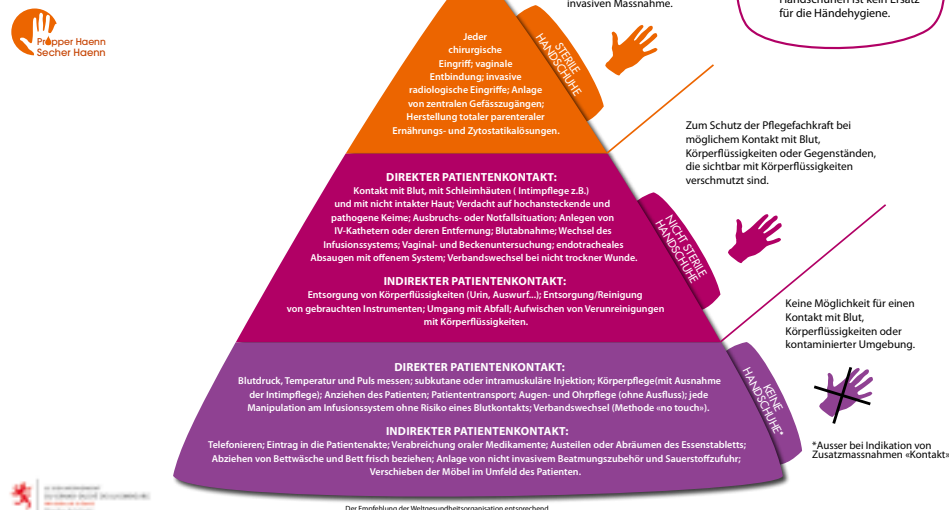 invasiven Massnahme.
Handschuhen ist kein Ersatz
für die Händehygiene.
Propper Haenn
Secher Haenn
Jeder
chirurgische
Eingriff; vaginale
Entbindung; invasive
radiologische Eingriffe; Anlage
von zentralen Gefässzugängen;
Herstellung totaler parenteraler
Ernährungs- und Zytostatikalösungen.
STERILE
HANDSCHUHE
Zum Schutz der Pflegefachkraft bei
möglichem Kontakt mit Blut,
Körperflüssigkeiten oder Gegenständen,
die sichtbar mit Körperflüssigkeiten
verschmutzt sind.
DIREKTER PATIENTENKONTAKT:
Kontakt mit Blut, mit Schleimhäuten ( Intimpflege z.B.)
und mit nicht intakter Haut; Verdacht auf hochansteckende und
pathogene Keime; Ausbruchs- oder Notfallsituation; Anlegen von
IV-Kathetern oder deren Entfernung; Blutabnahme; Wechsel des
Infusionssystems; Vaginal- und Beckenuntersuchung; endotracheales
Absaugen mit offenem System; Verbandswechsel bei nicht trockner Wunde.
INDIREKTER PATIENTENKONTAKT:
Entsorgung von Körperflüssigkeiten (Urin, Auswurf...); Entsorgung/Reinigung
von gebrauchten Instrumenten; Umgang mit Abfall; Aufwischen von Verunreinigungen
mit Körperflüssigkeiten.
NICHT STERILE
HANDSCHUHE
Keine Möglichkeit für einen
Kontakt mit Blut,
Körperflüssigkeiten oder
kontaminierter Umgebung.
DIREKTER PATIENTENKONTAKT:
Blutdruck, Temperatur und Puls messen; subkutane oder intramuskuläre Injektion; Körperpflege(mit Ausnahme
der Intimpflege); Anziehen des Patienten; Patiententransport; Augen- und Ohrpflege (ohne Ausfluss); jede
Manipulation am Infusionssystem ohne Risiko eines Blutkontakts; Verbandswechsel (Methode «no touch»).
INDIREKTER PATIENTENKONTAKT:
Telefonieren; Eintrag in die Patientenakte; Verabreichung oraler Medikamente; Austeilen oder Abräumen des Essenstabletts;
Abziehen von Bettwäsche und Bett frisch beziehen; Anlage von nicht invasivem Beatmungszubehör und Sauerstoffzufuhr;
Verschieben der Möbel im Umfeld des Patienten.
KEINE
HANDSCHUHE*
*Ausser bei Indikation von
Zusatzmassnahmen «Kontakt»
Der Empfehlung der Weltgesundheitsorganisation entsprechend